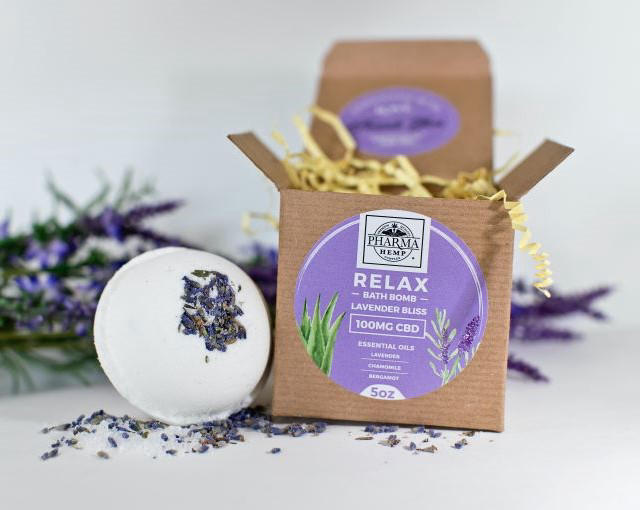 PHARMA
HEMP
RELAX
BATH BOMB
LAVENDER BLISS
100MG CBD
ESSENTIAL OILS
LAVENDER
CHAMOMILE
BERGAMOT
5oz